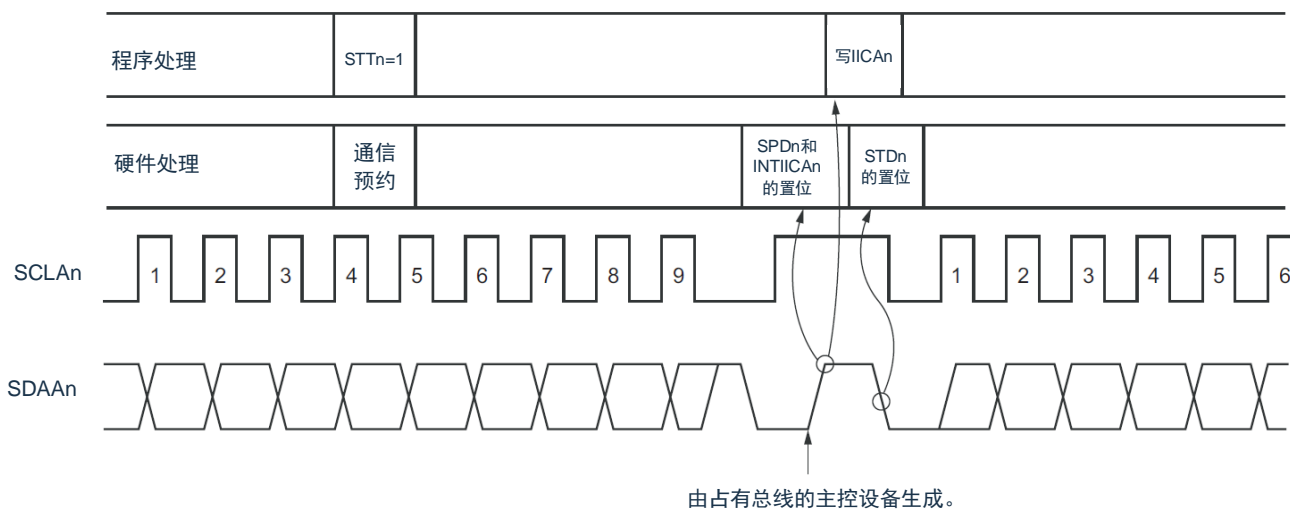 程序处理
STTn=1
写IICAn
硬件处理
通信
预约
SPDn和
INTIICAn
的置位
STDn
的置位
SCLAn
1 2 3 4 5 6 7 8 9 1 2 3 4 5 6
SDAAn
由占有总线的主控设备生成。